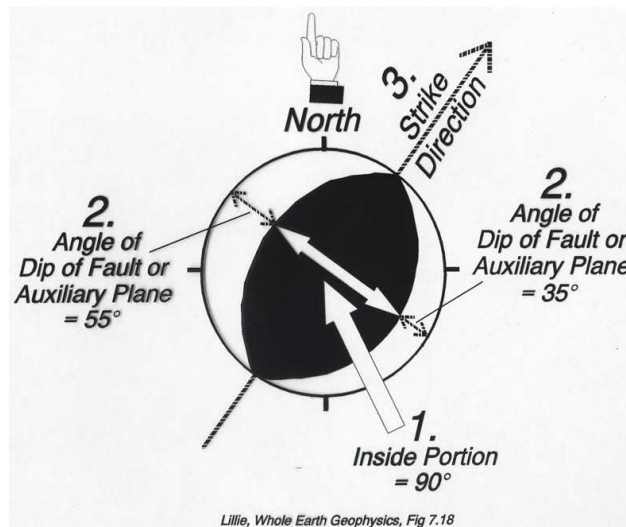 North
3.
Strike
Direction
2.
Angle of
Dip of Fault or
Auxiliary Plane
= 55°
2.
Angle of
Dip of Fault or
Auxiliary Plane
= 35°
1.
Inside Portion
= 90°
Lillie, Whole Earth Geophysics, Fig 7.18